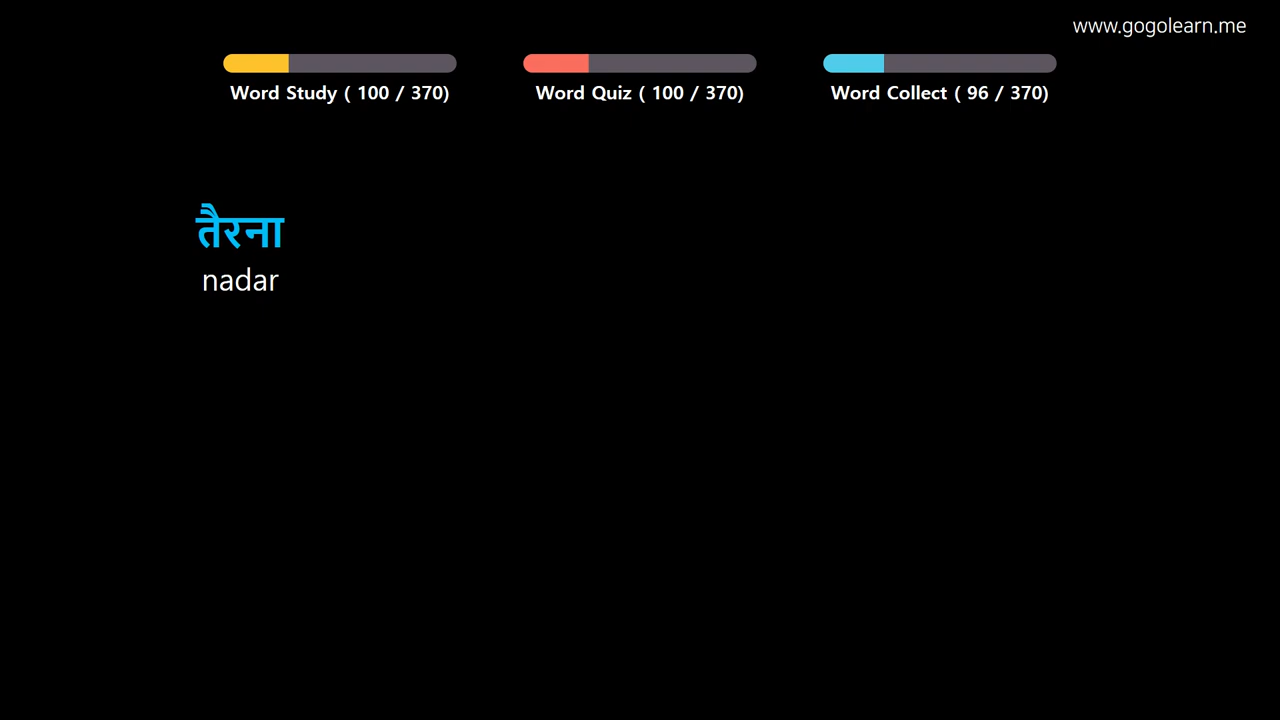 www.gogolearn.me
Word Study ( 100 / 370)
Word Quiz ( 100 / 370)
Word Collect ( 96 / 370)
तैरना
nadar